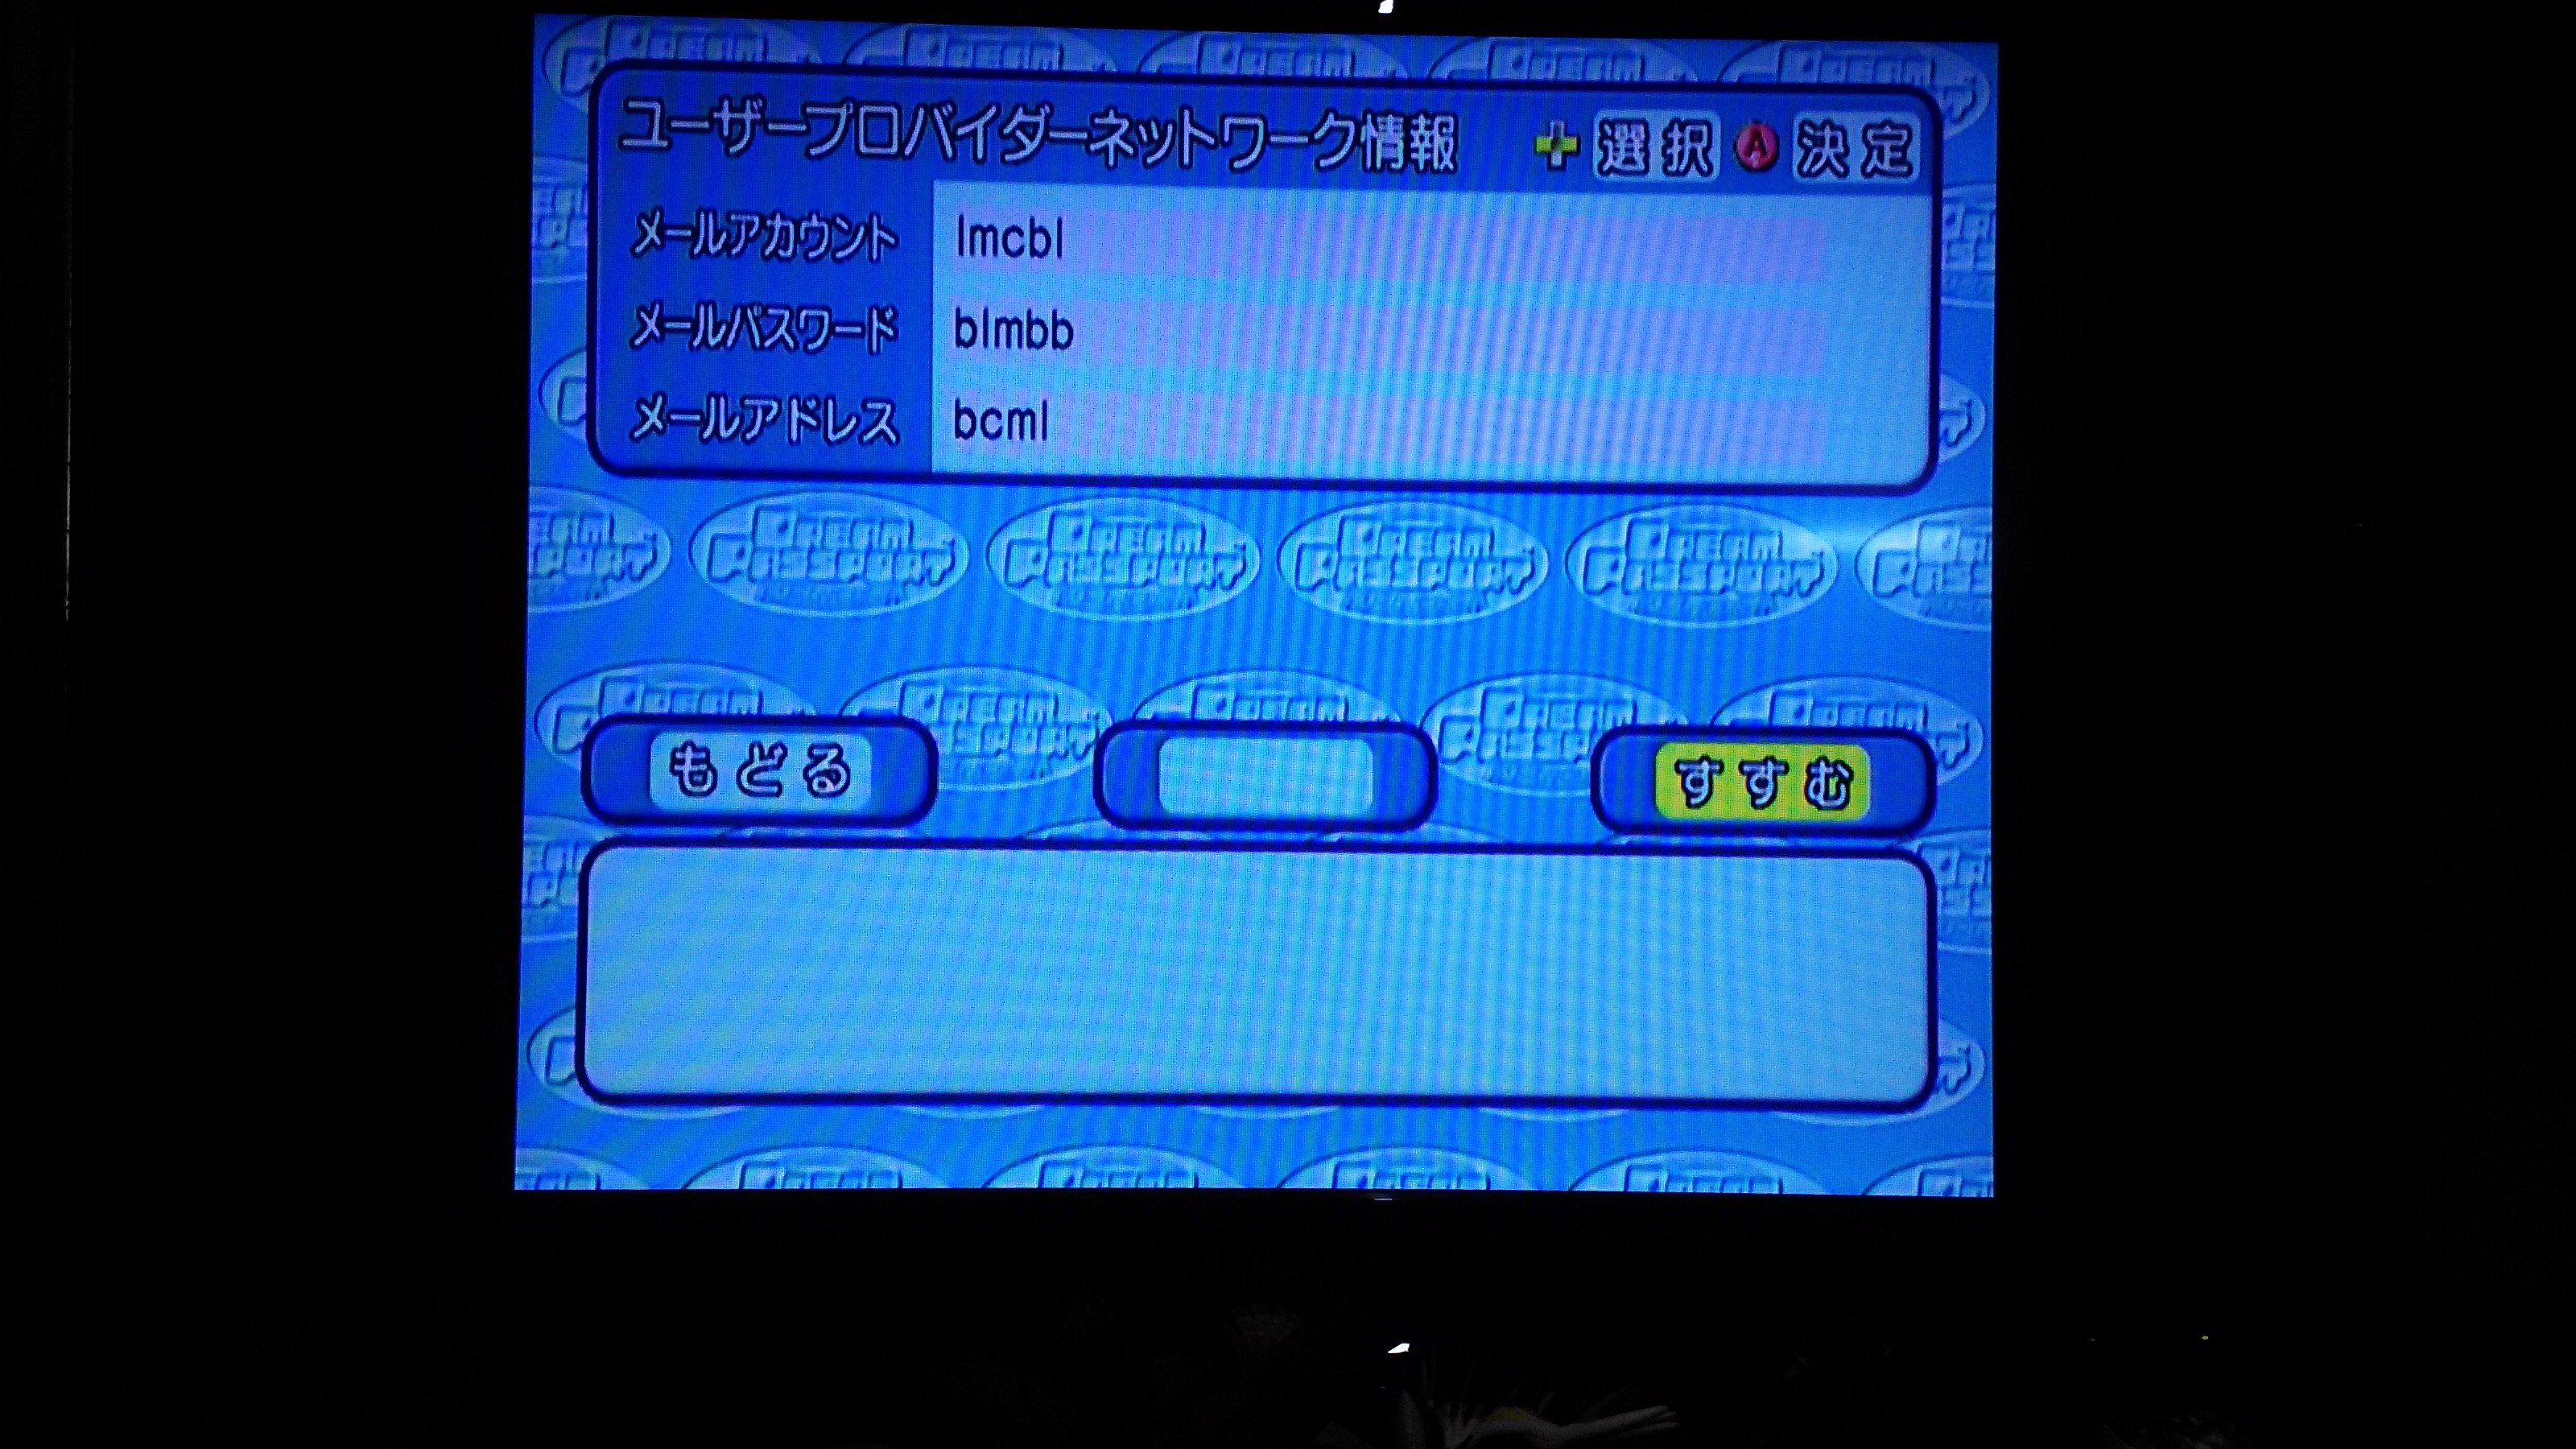 ユーザープロバイダーネットワーク情報 選択 A 決定
メールアカウント lmcbl
メールパスワード blmbb
メールアドレス bcml
DREAM PASSPORT
もどる すすむ